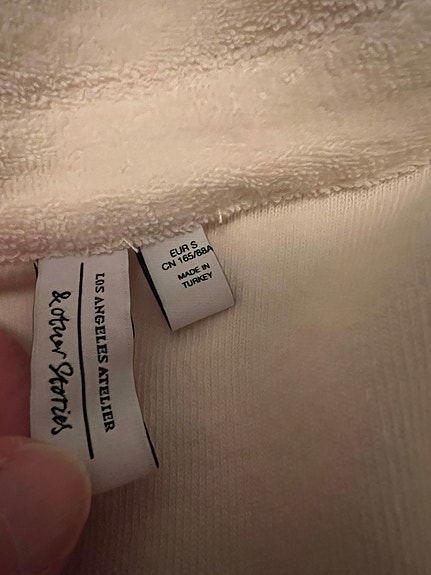 EUR S
CN 165/88A
MADE IN
TURKEY
LOS ANGELES ATELIER
& other Stories